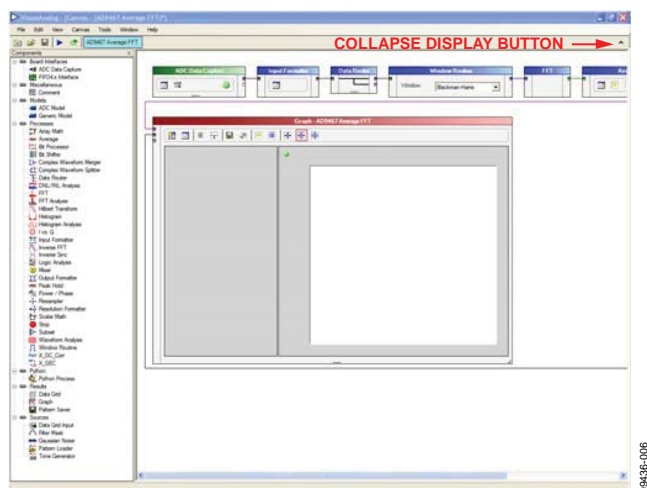 VisualAnalog - [Canvas - [AD9467 Average FFT]*]
File Edit View Canvas Tools Window Help
AD9467 Average FFT
COLLAPSE DISPLAY BUTTON
Components
Board Interfaces
ADC Data Capture
FIFO4.x Interface
Miscellaneous
Comment
Models
ADC Model
Generic Model
Processes
Array Math
Average
Bit Processor
Bit Shifter
Complex Waveform Merger
Complex Waveform Splitter
Data Router
DNL/INL Analysis
FFT
FFT Analysis
Hilbert Transform
Histogram
Histogram Analysis
I vs. Q
Input Formatter
Inverse FFT
Inverse Sinc
Logic Analysis
Mixer
Output Formatter
Peak Hold
Power / Phase
Resampler
Resolution Formatter
Scalar Math
Stop
Subset
Waveform Analysis
Window Routine
X_DC_Corr
X_GEC
Python
Python Process
Results
Data Grid
Graph
Pattern Saver
Sources
Data Grid Input
Filter Mask
Gaussian Noise
Pattern Loader
Tone Generator
ADC Data Capture
Input Formatter
Data Router
Window Routine
Window:
Blackman Harris
FFT
Graph - AD9467 Average FFT
9436-006